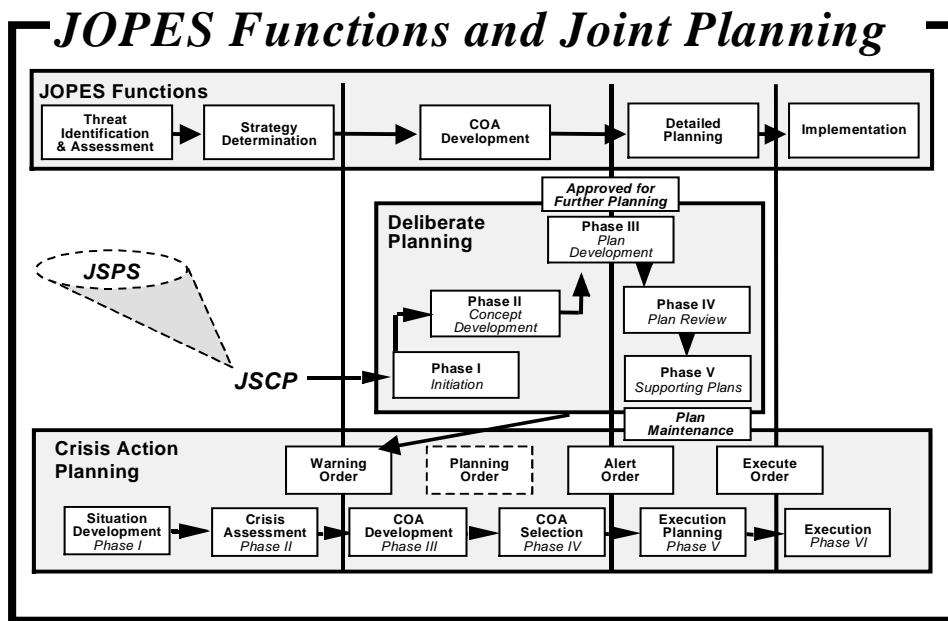 JOPES Functions and Joint Planning
JOPES Functions
Threat
Identification
& Assessment
Strategy
Determination
COA
Development
Detailed
Planning
Implementation
Approved for
Further Planning
Deliberate
Planning
Phase III
Plan
Development
JSPS
Phase II
Concept
Development
Phase IV
Plan Review
JSCP
Phase I
Initiation
Phase V
Supporting Plans
Plan
Maintenance
Crisis Action
Planning
Warning
Order
Planning
Order
Alert
Order
Execute
Order
Situation
Development
Phase I
Crisis
Assessment
Phase II
COA
Development
Phase III
COA
Selection
Phase IV
Execution
Planning
Phase V
Execution
Phase VI